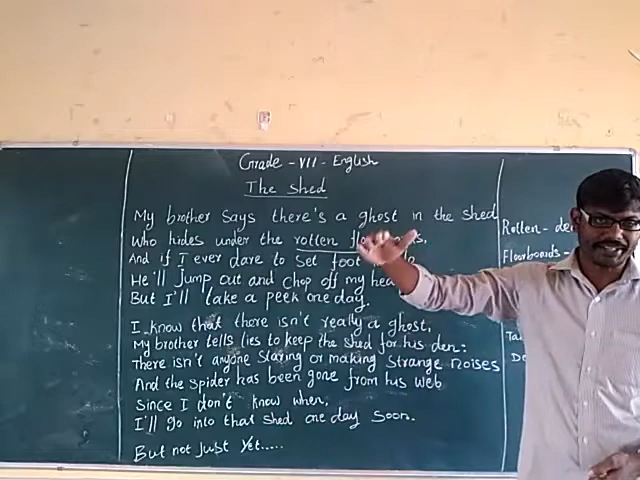 Grade - VII - English
The Shed
My brother says there's a ghost in the shed
Who hides under the rotten
And if I ever dare to set foot
He'll Jump out and chop off my
But I'll take a peek one day.
I know that there isn't really a ghost,
My brother tells lies to keep the shed for his den:
There isn't anyone staring or making strange noises
And the spider has been gone from his web
Since I don't know when,
I'll go into that shed one day soon.
But not just Yet.....
Rotten -
Floorboards -